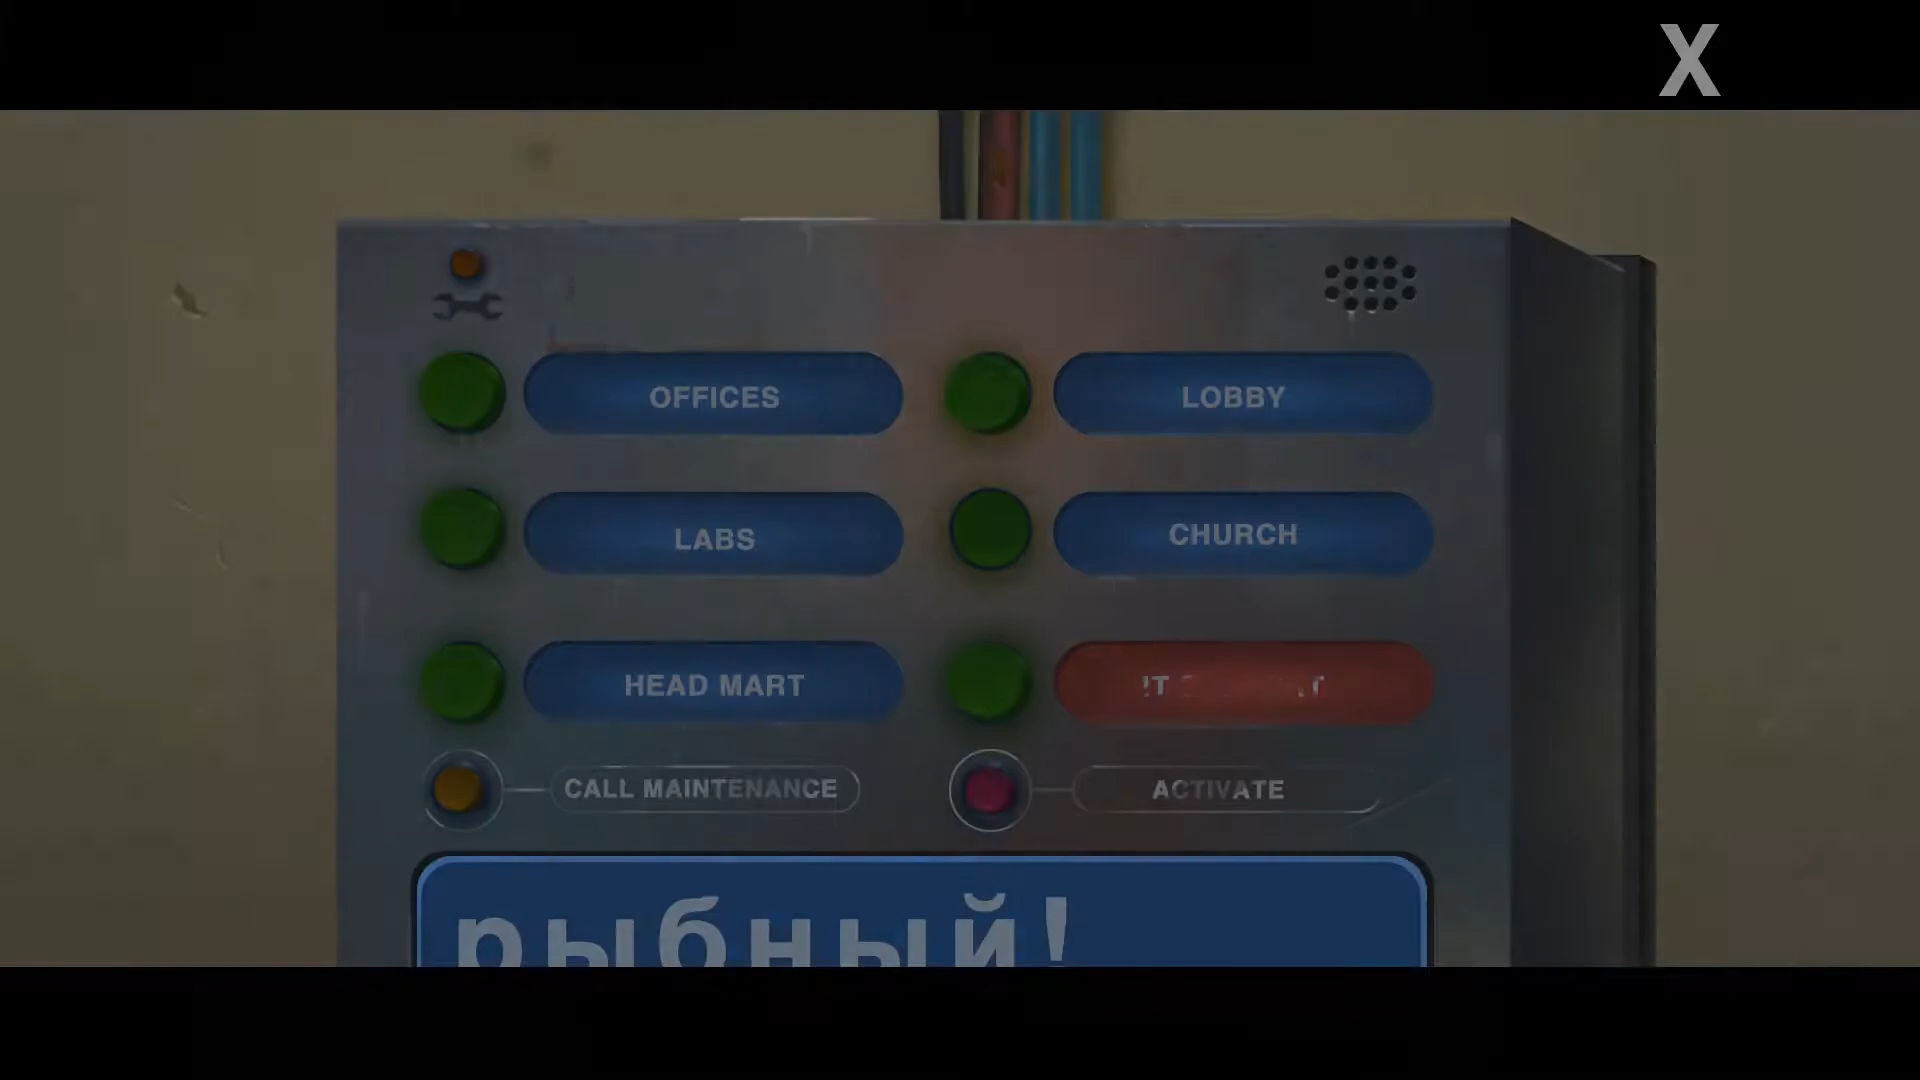 X
OFFICES
LOBBY
LABS
CHURCH
HEAD MART
CALL MAINTENANCE
ACTIVATE
рыбный!